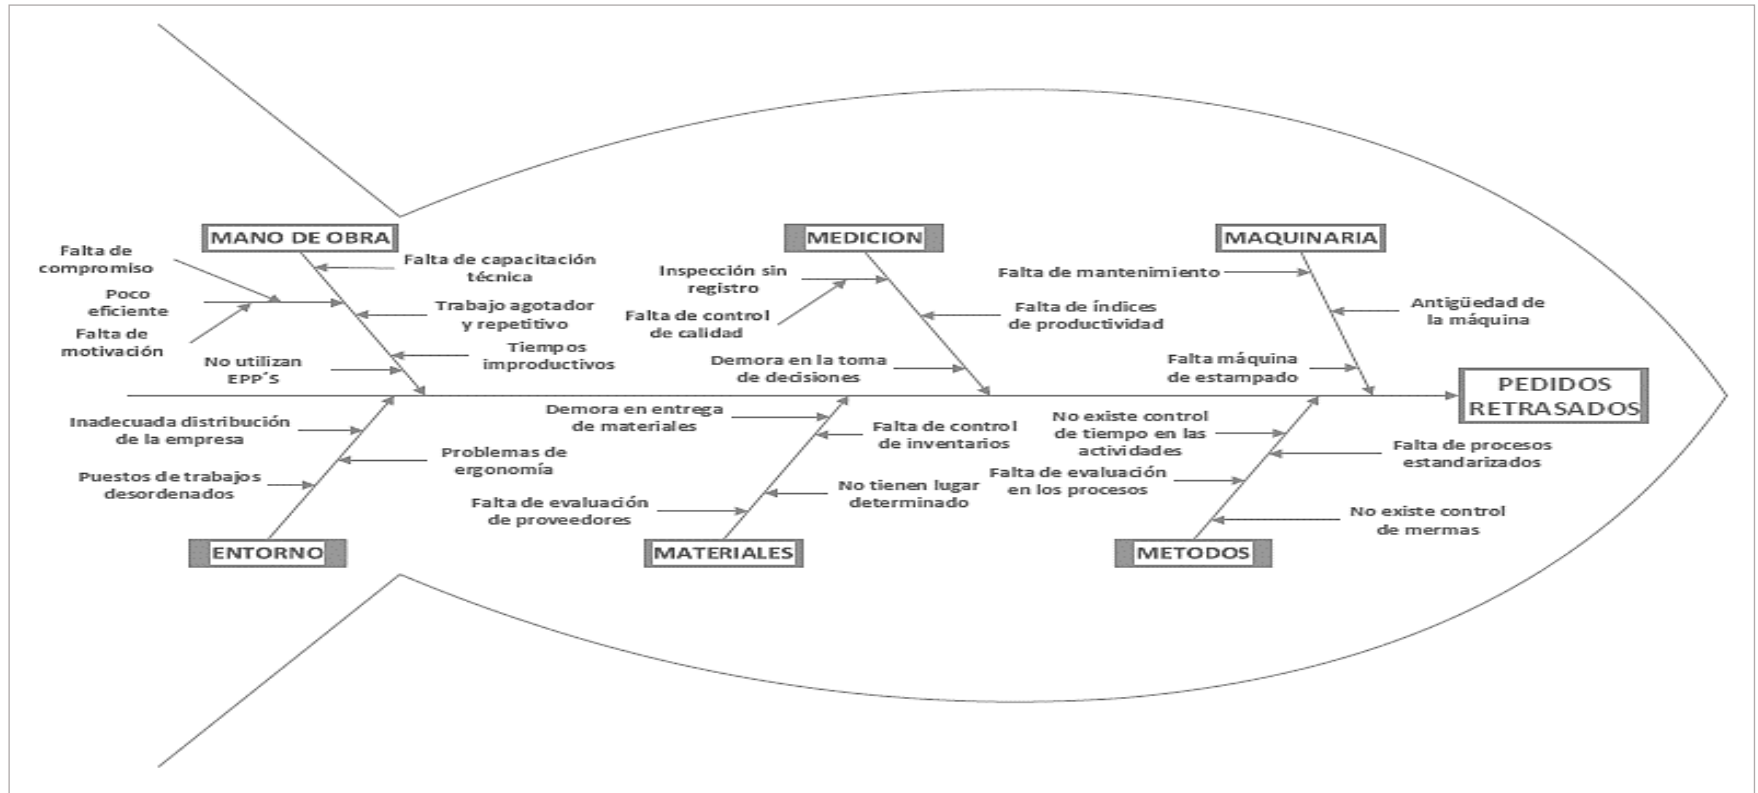 MANO DE OBRA
MEDICION
MAQUINARIA
Falta de
compromiso
Falta de capacitación
técnica
Poco
eficiente
Trabajo agotador
y repetitivo
Falta de
motivación
Tiempos
improductivos
No utilizan
EPP´S
Inspección sin
registro
Falta de control
de calidad
Falta de índices
de productividad
Demora en la toma
de decisiones
Falta de mantenimiento
Antigüedad de
la máquina
Falta máquina
de estampado
PEDIDOS
RETRASADOS
Inadecuada distribución
de la empresa
Problemas de
ergonomía
Puestos de trabajos
desordenados
Demora en entrega
de materiales
Falta de control
de inventarios
No tienen lugar
determinado
Falta de evaluación
de proveedores
No existe control
de tiempo en las
actividades
Falta de procesos
estandarizados
Falta de evaluación
en los procesos
No existe control
de mermas
ENTORNO
MATERIALES
METODOS